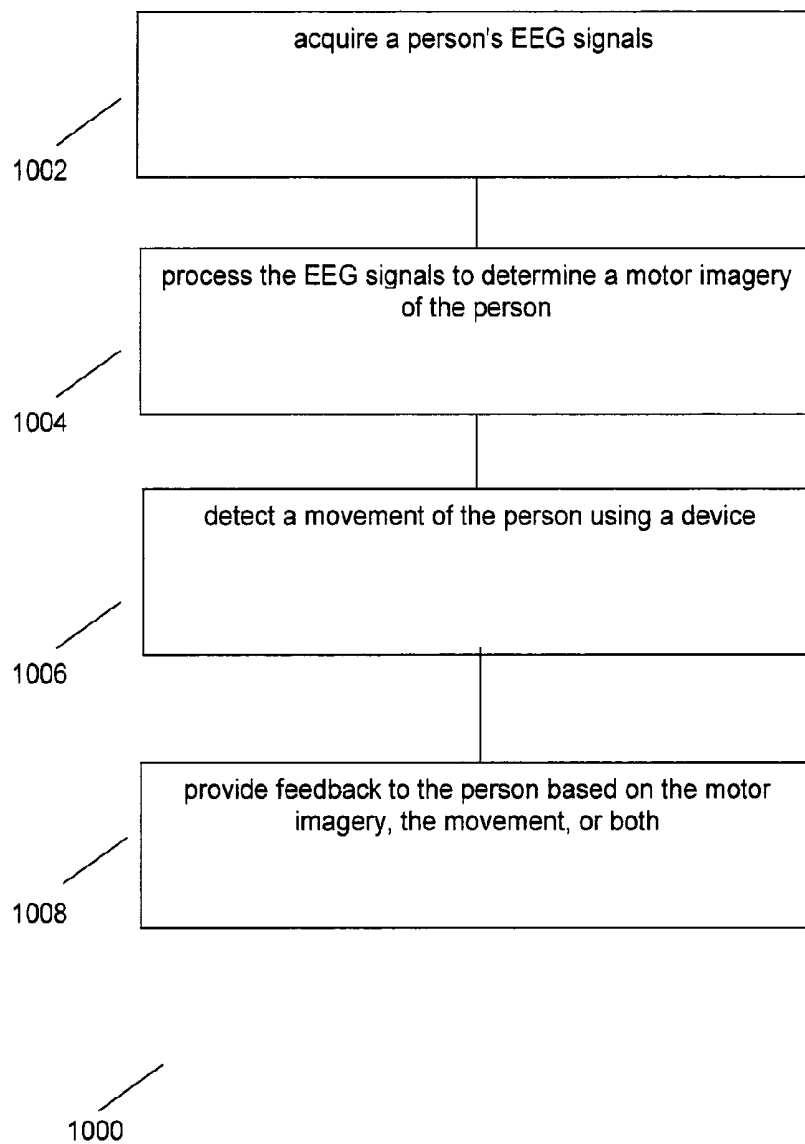 acquire a person's EEG signals
1002
process the EEG signals to determine a motor imagery
of the person
1004
detect a movement of the person using a device
1006
provide feedback to the person based on the motor
imagery, the movement, or both
1008
1000